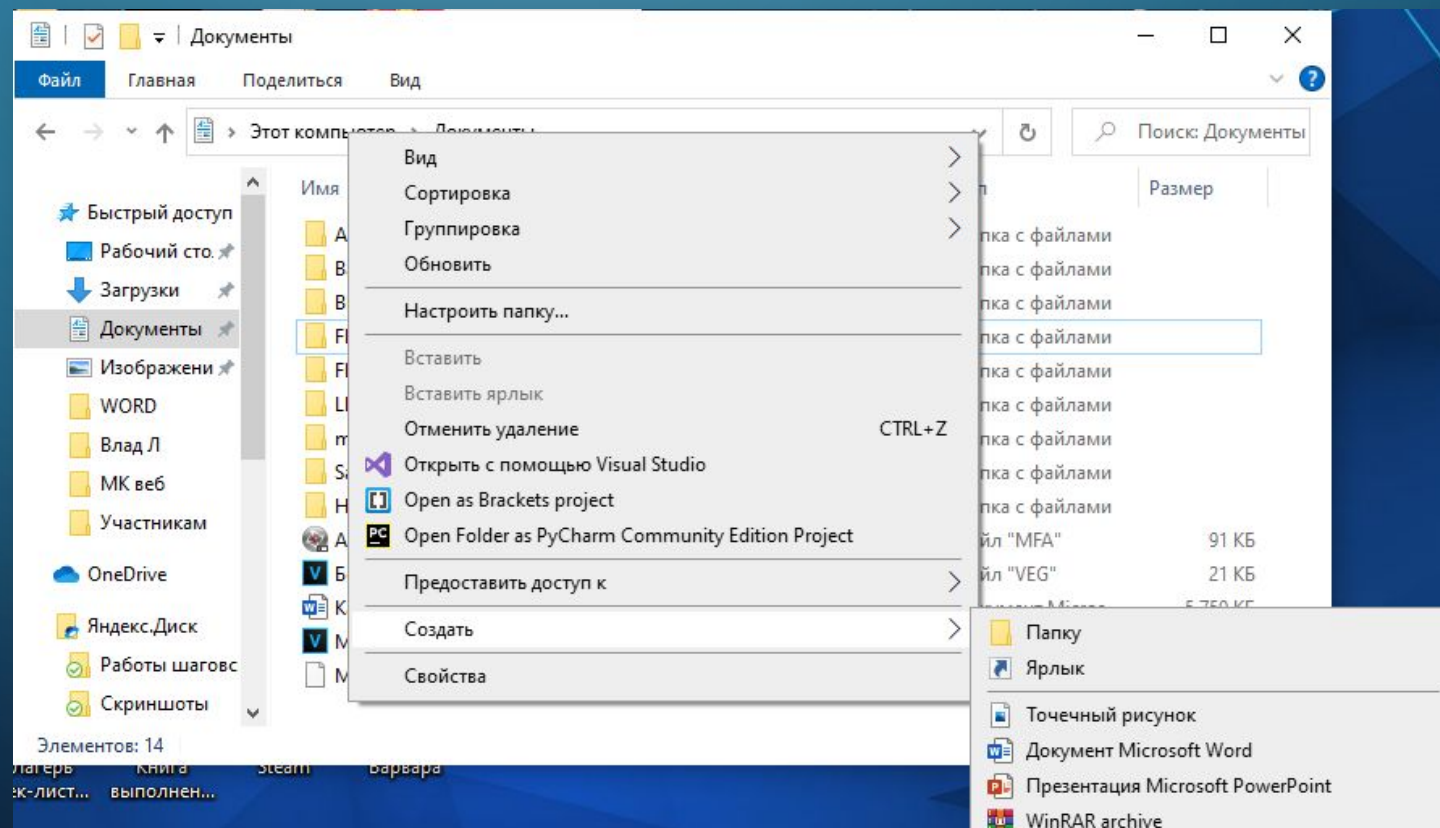 Документы
Файл Главная Поделиться Вид
Этот компьютер > Документы
Поиск: Документы
Имя
Размер
Быстрый доступ
Рабочий сто.
Загрузки
Документы
Изображени
WORD
Влад Л
МК веб
Участникам
OneDrive
Яндекс.Диск
Работы шаговс
Скриншоты
Вид
Сортировка
Группировка
Обновить
Настроить папку...
Вставить
Вставить ярлык
Отменить удаление CTRL+Z
Открыть с помощью Visual Studio
Open as Brackets project
Open Folder as PyCharm Community Edition Project
Предоставить доступ к
Создать
Свойства
пка с файлами
пка с файлами
пка с файлами
пка с файлами
пка с файлами
пка с файлами
пка с файлами
пка с файлами
пка с файлами
йл "MFA" 91 КБ
йл "VEG" 21 КБ
Папку
Ярлык
Точечный рисунок
Документ Microsoft Word
Презентация Microsoft PowerPoint
WinRAR archive
Элементов: 14
Книга Steam Варвара
ек-лист... выполнен...